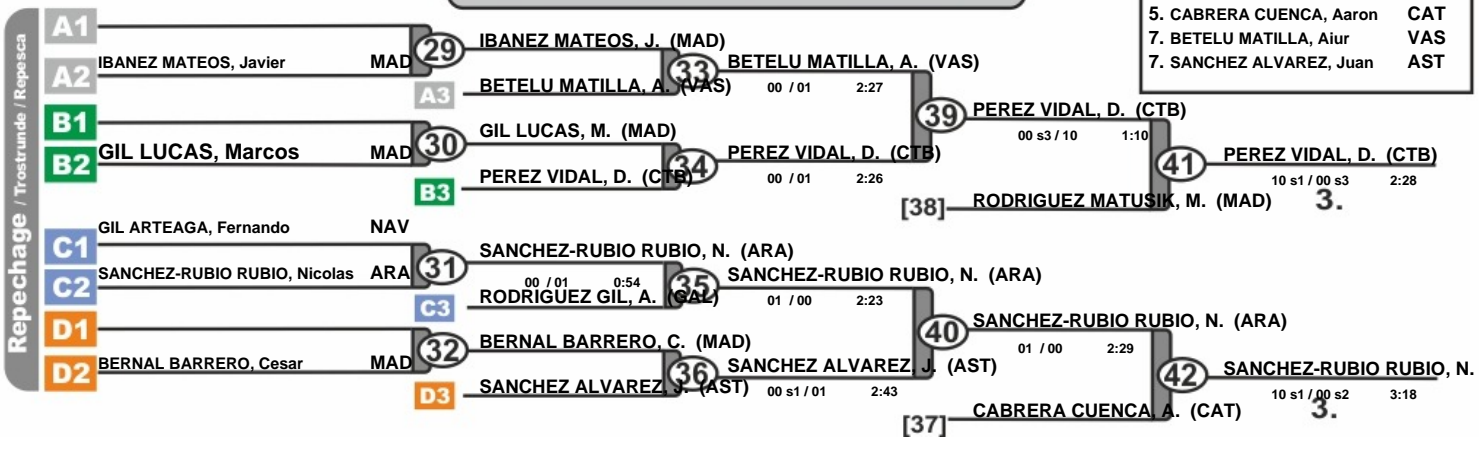 5. CABRERA CUENCA, Aaron CAT
7. BETELU MATILLA, Aiur VAS
7. SANCHEZ ALVAREZ, Juan AST
Repechage / Trostrunde / Repesca
A1
A2 IBANEZ MATEOS, Javier MAD
29
IBANEZ MATEOS, J. (MAD)
A3 BETELU MATILLA, A. (VAS)
33
BETELU MATILLA, A. (VAS)
00 / 01 2:27
B1
B2 GIL LUCAS, Marcos MAD
30
GIL LUCAS, M. (MAD)
B3 PEREZ VIDAL, D. (CTB)
34
PEREZ VIDAL, D. (CTB)
00 / 01 2:26
39
PEREZ VIDAL, D. (CTB)
00 s3 / 10 1:10
[38] RODRIGUEZ MATUSIK, M. (MAD)
41
PEREZ VIDAL, D. (CTB)
10 s1 / 00 s3 2:28
3.
C1 GIL ARTEAGA, Fernando NAV
C2 SANCHEZ-RUBIO RUBIO, Nicolas ARA
31
SANCHEZ-RUBIO RUBIO, N. (ARA)
00 / 01 0:54
C3 RODRIGUEZ GIL, A. (GAL)
35
SANCHEZ-RUBIO RUBIO, N. (ARA)
01 / 00 2:23
D1
D2 BERNAL BARRERO, Cesar MAD
32
BERNAL BARRERO, C. (MAD)
D3 SANCHEZ ALVAREZ, J. (AST)
36
SANCHEZ ALVAREZ, J. (AST)
00 s1 / 01 2:43
40
SANCHEZ-RUBIO RUBIO, N. (ARA)
01 / 00 2:29
[37] CABRERA CUENCA, A. (CAT)
42
SANCHEZ-RUBIO RUBIO, N.
10 s1 / 00 s2 3:18
3.